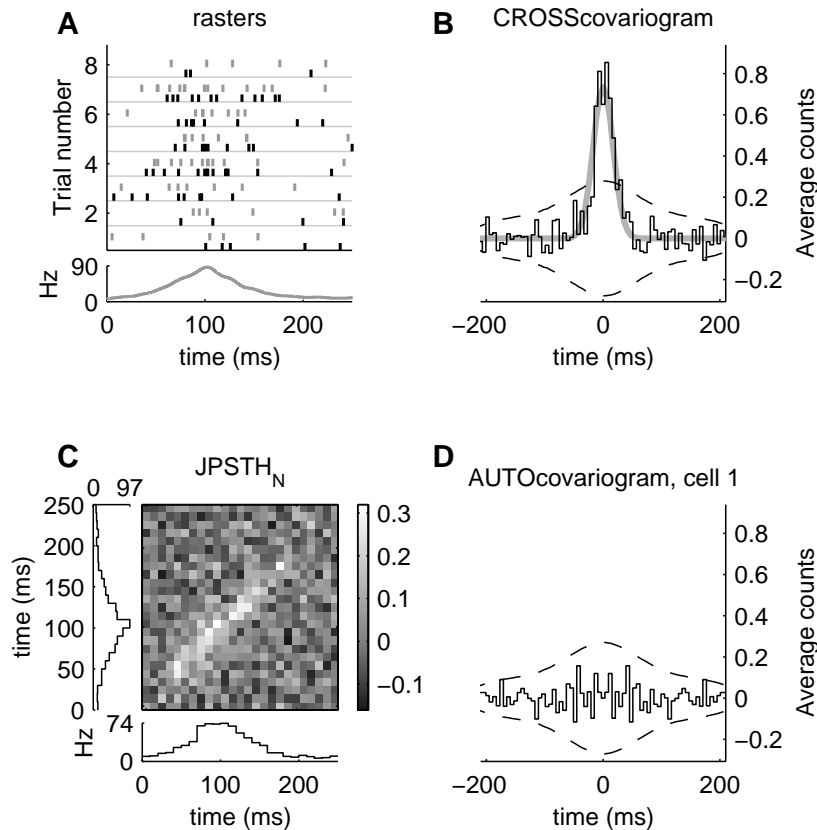 A
rasters
8
6
4
2
Trial number
90
0
Hz
0 100 200
time (ms)
B
CROSScovariogram
0.8
0.6
0.4
0.2
0
−0.2
Average counts
−200 0 200
time (ms)
C
JPSTH_N
0 97
250
200
150
100
50
0
time (ms)
0.3
0.2
0.1
0
−0.1
74
0
Hz
0 100 200
time (ms)
D
AUTOcovariogram, cell 1
0.8
0.6
0.4
0.2
0
−0.2
Average counts
−200 0 200
time (ms)